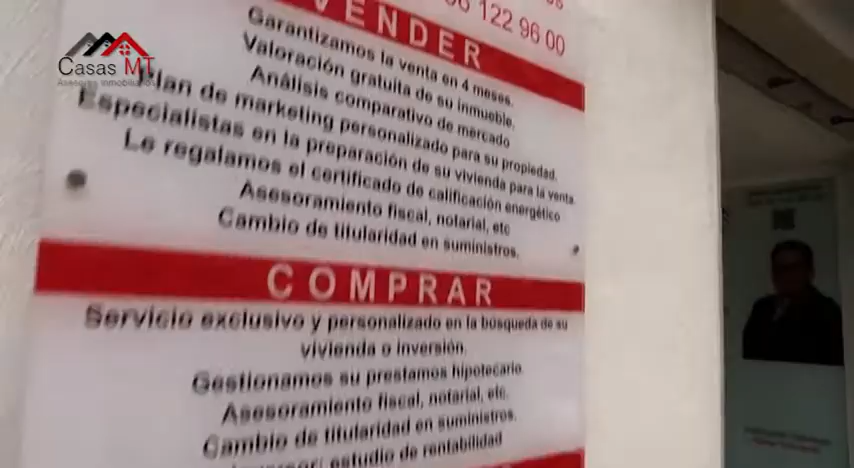 122 96 00
VENDER
Garantizamos la venta en 4 meses.
Valoración gratuita de su inmueble.
Análisis comparativo de mercado
Plan de marketing personalizado para su propiedad.
Especialistas en la preparación de su vivienda para la venta.
Le regalamos el certificado de calificación energético
Asesoramiento fiscal, notarial, etc
Cambio de titularidad en suministros.
COMPRAR
Servicio exclusivo y personalizado en la búsqueda de su
vivienda o inversión.
Gestionamos su prestamos hipotecario
Asesoramiento fiscal, notarial, etc.
Cambio de titularidad en suministros.
estudio de rentabilidad
Casas MT
Asesores Inmobiliarios